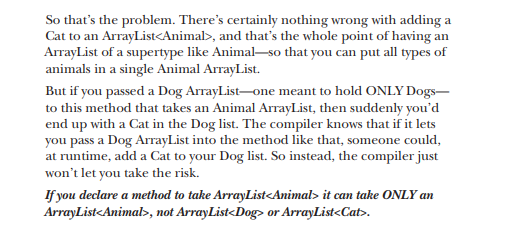 So that's the problem. There's certainly nothing wrong with adding a
Cat to an ArrayList<Animal>, and that's the whole point of having an
ArrayList of a supertype like Animal—so that you can put all types of
animals in a single Animal ArrayList.
But if you passed a Dog ArrayList—one meant to hold ONLY Dogs—
to this method that takes an Animal ArrayList, then suddenly you'd
end up with a Cat in the Dog list. The compiler knows that if it lets
you pass a Dog ArrayList into the method like that, someone could,
at runtime, add a Cat to your Dog list. So instead, the compiler just
won't let you take the risk.
If you declare a method to take ArrayList<Animal> it can take ONLY an
ArrayList<Animal>, not ArrayList<Dog> or ArrayList<Cat>.